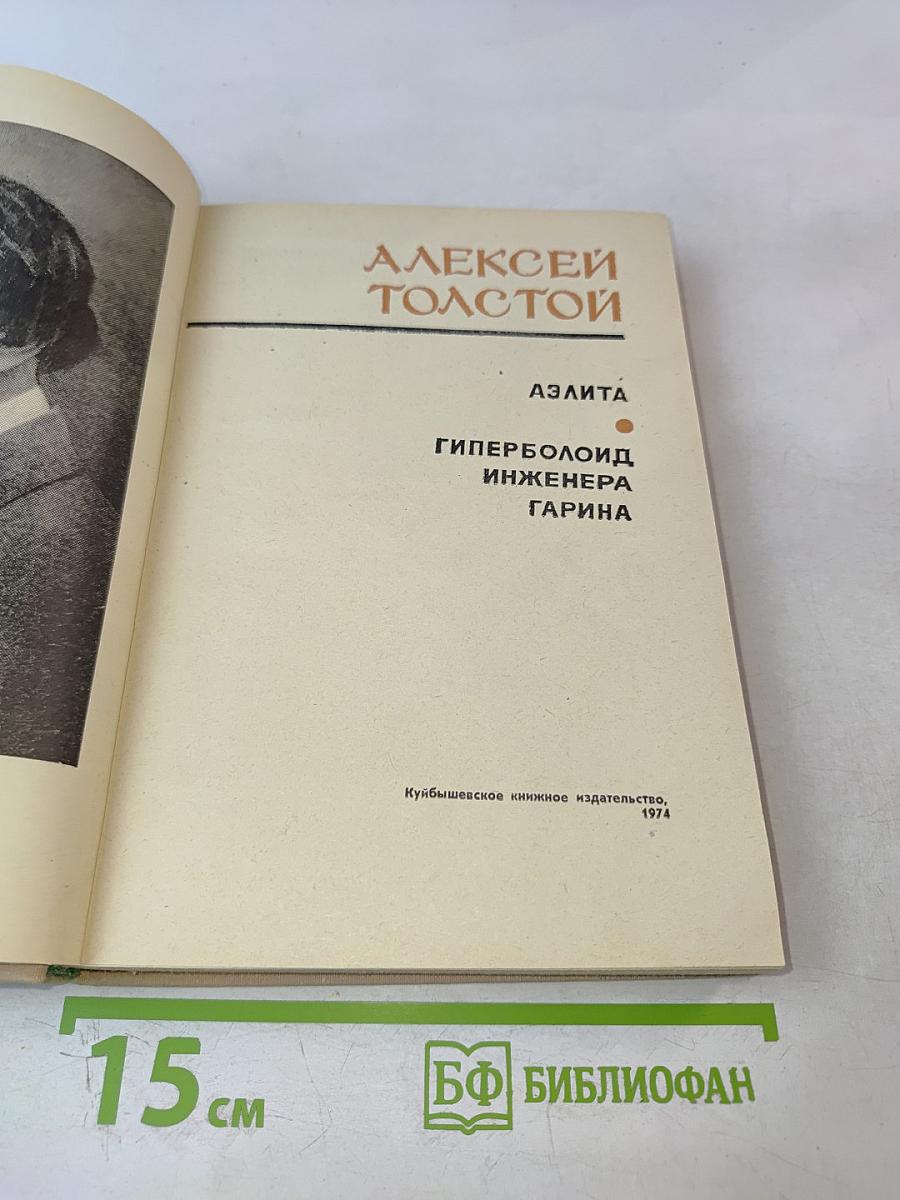 АЛЕКСЕЙ
ТОЛСТОЙ
АЭЛИТА
ГИПЕРБОЛОИД
ИНЖЕНЕРА
ГАРИНА
Куйбышевское книжное издательство,
1974
15 см
БФ БИБЛИОФАН